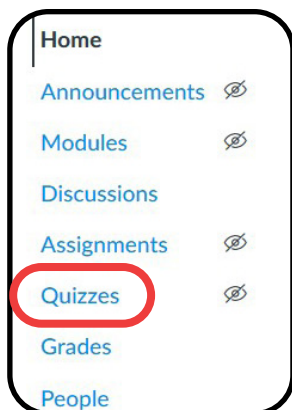 Home
Announcements
Modules
Discussions
Assignments
Quizzes
Grades
People